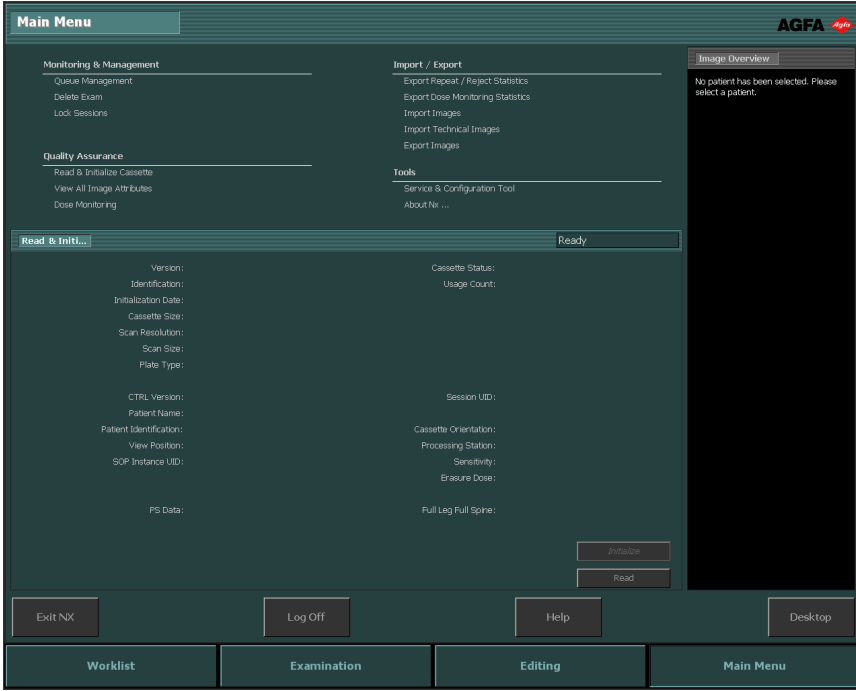 Main Menu
AGFA
Agfa
Monitoring & Management
Queue Management
Delete Exam
Lock Sessions
Quality Assurance
Read & Initialize Cassette
View All Image Attributes
Dose Monitoring
Import / Export
Export Repeat / Reject Statistics
Export Dose Monitoring Statistics
Import Images
Import Technical Images
Export Images
Tools
Service & Configuration Tool
About Nx ...
Image Overview
No patient has been selected. Please
select a patient.
Read & Initi...
Ready
Version:
Identification:
Initialization Date:
Cassette Size:
Scan Resolution:
Scan Size:
Plate Type:
Cassette Status:
Usage Count:
CTRL Version:
Patient Name:
Patient Identification:
View Position:
SOP Instance UID:
Session UID:
Cassette Orientation:
Processing Station:
Sensitivity:
Erasure Dose:
PS Data:
Full Leg Full Spine:
Initialize
Read
Exit NX
Log Off
Help
Desktop
Worklist
Examination
Editing
Main Menu